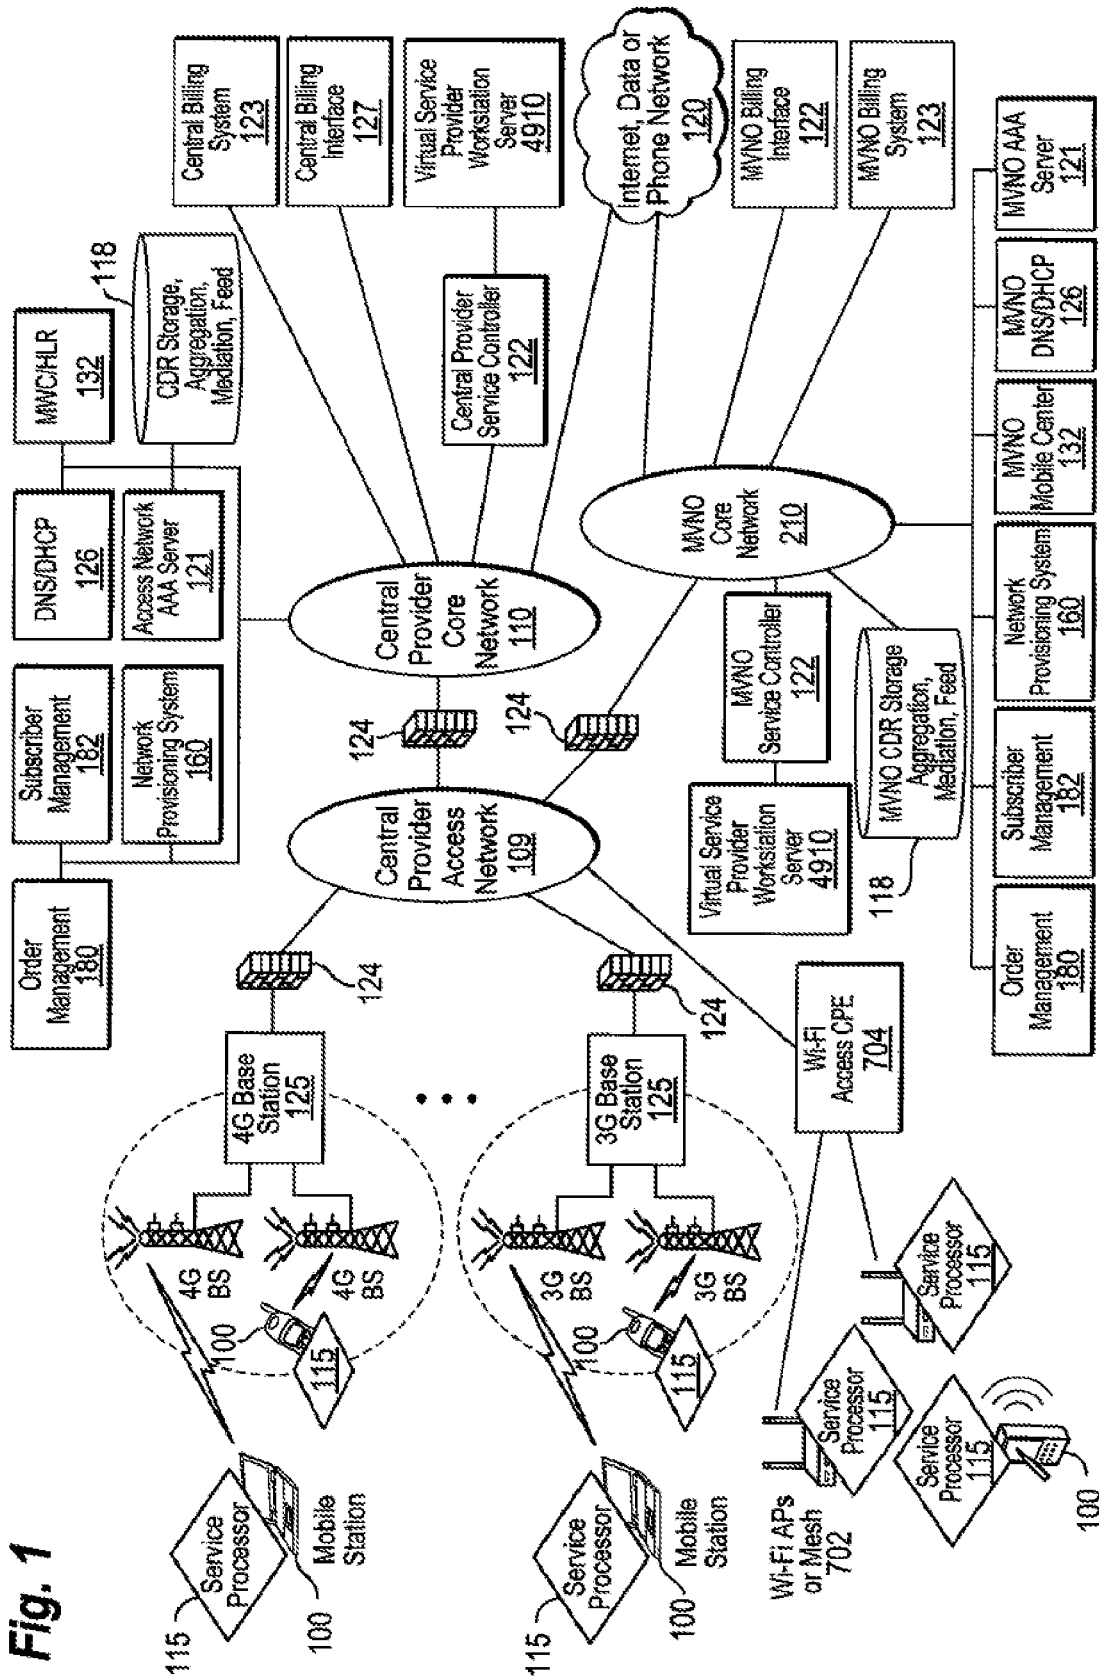 Fig. 1
Order
Management
180
Subscriber
Management
182
Network
Provisioning System
160
DNS/DHCP
126
Access Network
AAA Server
121
MWC/HLR
132
118
CDR Storage,
Aggregation,
Mediation, Feed
Central Billing
System
123
Central Billing
Interface
127
Virtual Service
Provider
Workstation
Server
4910
Central Provider
Service Controller
122
Internet, Data or
Phone Network
120
MVNO Billing
Interface
122
MVNO Billing
System
123
Central
Provider
Core
Network
110
124
124
Central
Provider
Access
Network
109
MVNO
Core
Network
210
MVNO
Service Controller
122
Virtual Service
Provider
Workstation
Server
4910
MVNO CDR Storage
Aggregation,
Mediation, Feed
118
124
124
4G Base
Station
125
4G
BS
4G
BS
100
115
115
Service
Processor
100
Mobile
Station
3G Base
Station
125
3G
BS
3G
BS
100
115
115
Service
Processor
100
Mobile
Station
Wi-Fi
Access CPE
704
Wi-Fi APs
or Mesh
702
Service
Processor
115
Service
Processor
115
Service
Processor
115
100
Order
Management
180
Subscriber
Management
182
Network
Provisioning System
160
MVNO
Mobile Center
132
MVNO
DNS/DHCP
126
MVNO AAA
Server
121